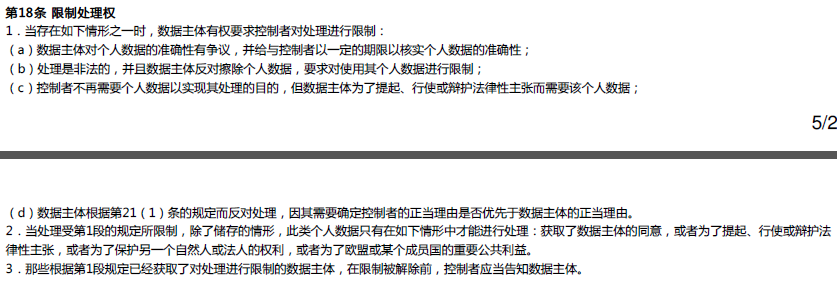 第18条 限制处理权
1．当存在如下情形之一时，数据主体有权要求控制者对处理进行限制：
（a）数据主体对个人数据的准确性有争议，并给与控制者以一定的期限以核实个人数据的准确性；
（b）处理是非法的，并且数据主体反对擦除个人数据，要求对使用其个人数据进行限制；
（c）控制者不再需要个人数据以实现其处理的目的，但数据主体为了提起、行使或辩护法律性主张而需要该个人数据；
5/2
（d）数据主体根据第21（1）条的规定而反对处理，因其需要确定控制者的正当理由是否优先于数据主体的正当理由。
2．当处理受第1段的规定所限制，除了储存的情形，此类个人数据只有在如下情形中才能进行处理：获取了数据主体的同意，或者为了提起、行使或辩护法
律性主张，或者为了保护另一个自然人或法人的权利，或者为了欧盟或某个成员国的重要公共利益。
3．那些根据第1段规定已经获取了对处理进行限制的数据主体，在限制被解除前，控制者应当告知数据主体。